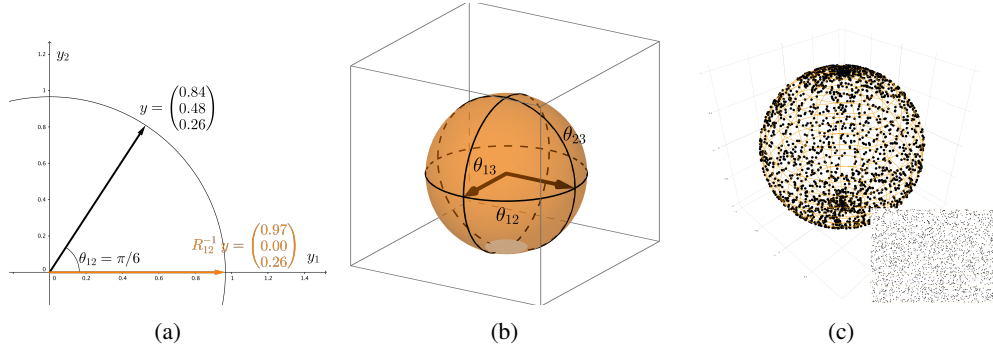 y₂
1.2
1
0.8
0.6
0.4
0.2
0
0 0.2 0.4 0.6 0.8 1 1.2 1.4
y = (0.84
0.48
0.26)
θ₁₂ = π/6
R₁₂⁻¹ y = (0.97
0.00
0.26)
y₁
(a)
θ₂₃
θ₁₃
θ₁₂
(b)
(c)